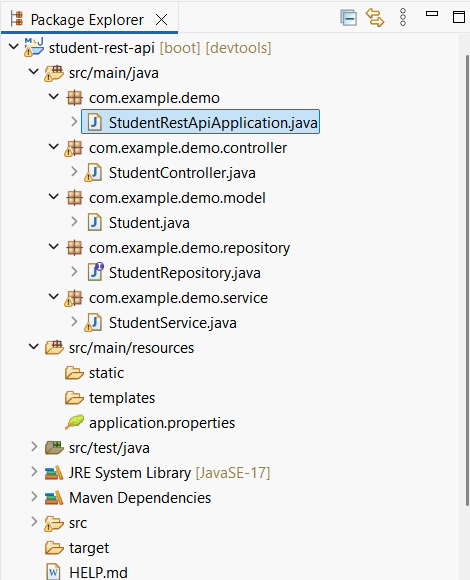 Package Explorer
student-rest-api [boot] [devtools]
src/main/java
com.example.demo
StudentRestApiApplication.java
com.example.demo.controller
StudentController.java
com.example.demo.model
Student.java
com.example.demo.repository
StudentRepository.java
com.example.demo.service
StudentService.java
src/main/resources
static
templates
application.properties
src/test/java
JRE System Library [JavaSE-17]
Maven Dependencies
src
target
HELP.md